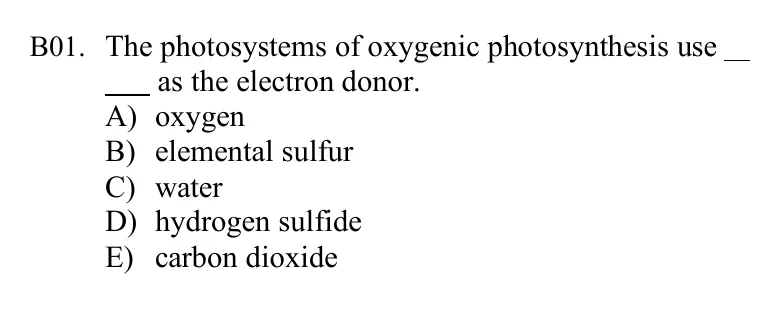 B01. The photosystems of oxygenic photosynthesis use __
___ as the electron donor.
A) oxygen
B) elemental sulfur
C) water
D) hydrogen sulfide
E) carbon dioxide